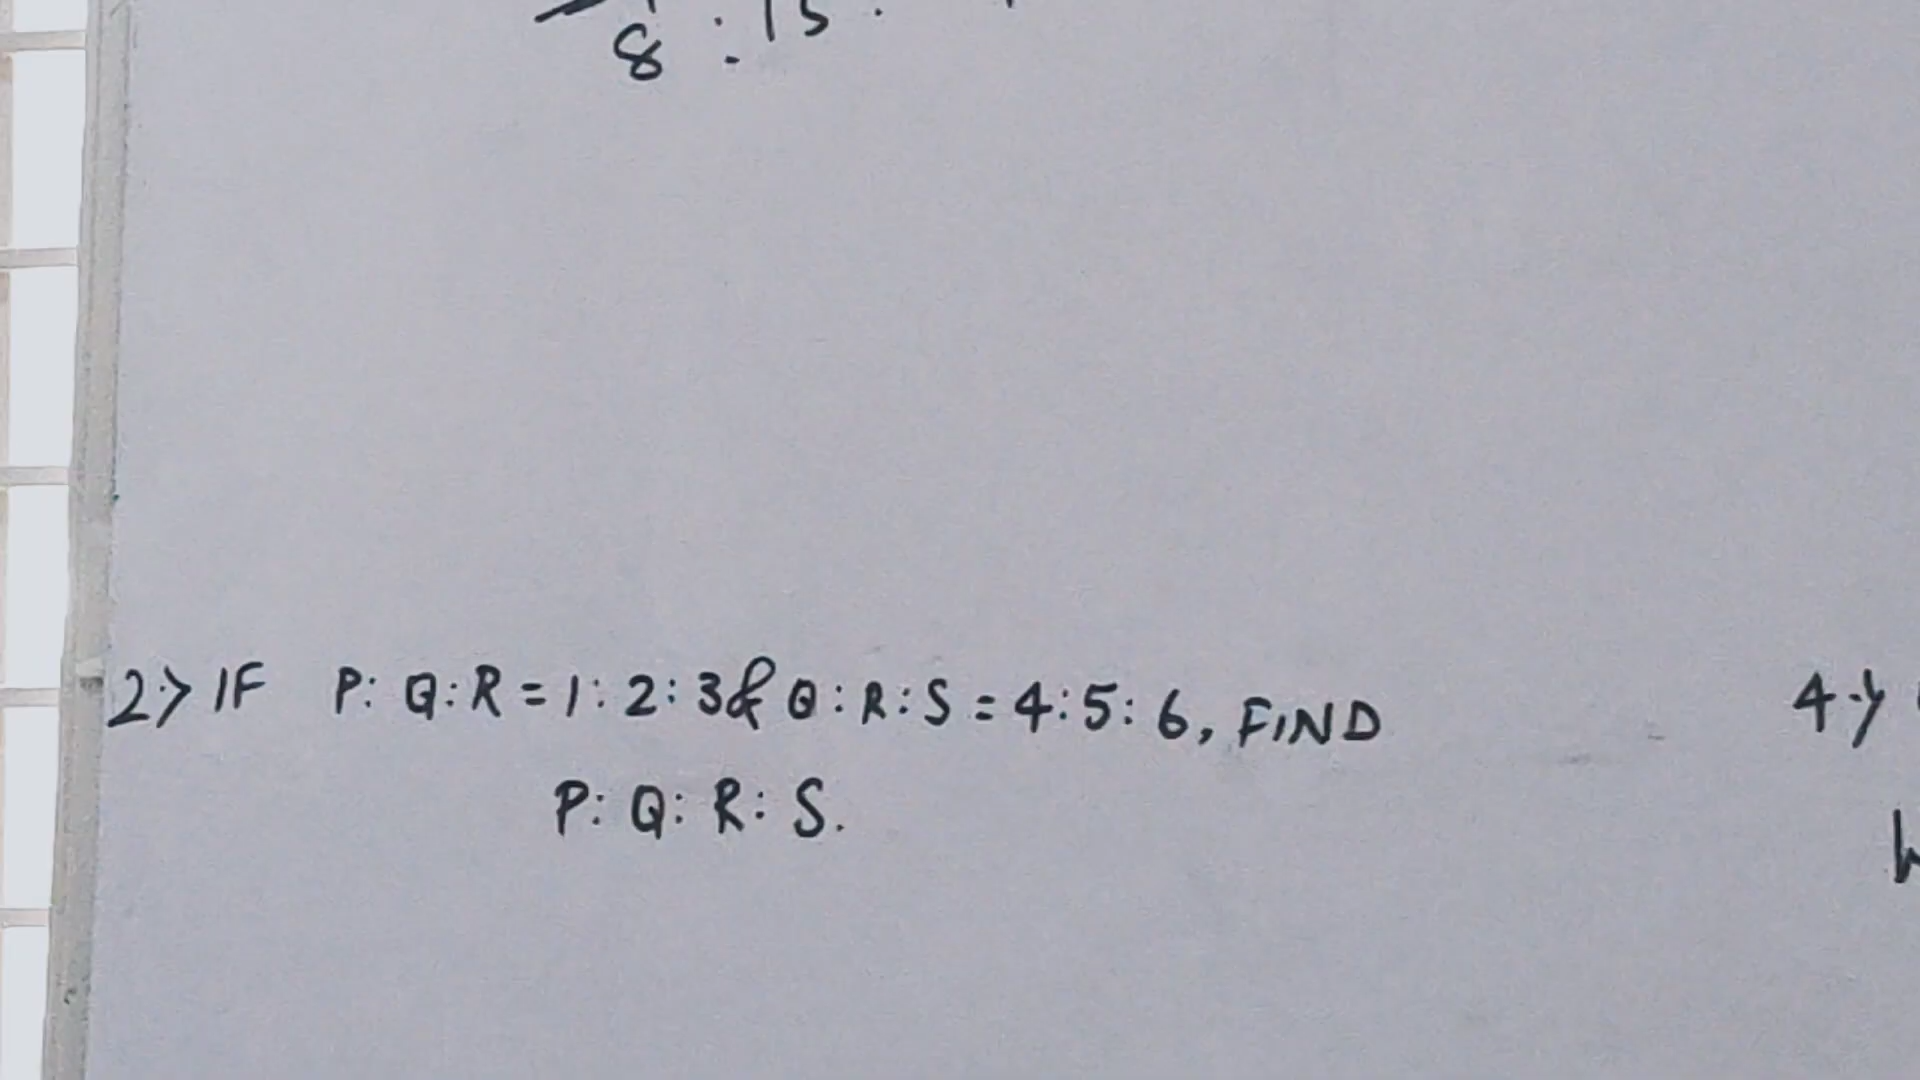 8 : 15 :
2·> IF P: Q: R = 1: 2: 3 & Q: R: S = 4: 5: 6, FIND
P: Q: R: S.
4·y